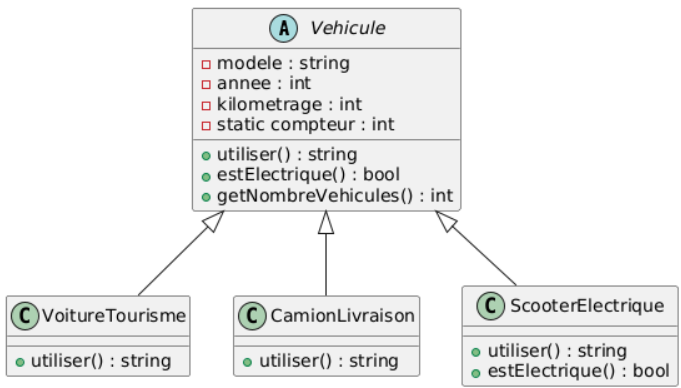 A Vehicule
modele : string
annee : int
kilometrage : int
static compteur : int
utiliser() : string
estElectrique() : bool
getNombreVehicules() : int
C VoitureTourisme
utiliser() : string
C CamionLivraison
utiliser() : string
C ScooterElectrique
utiliser() : string
estElectrique() : bool